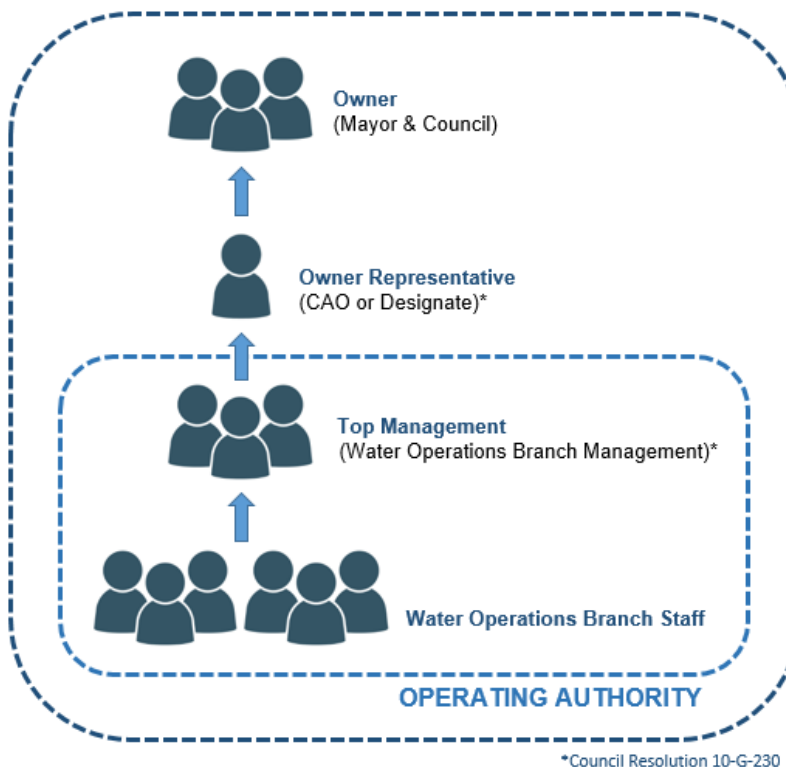 Owner
(Mayor & Council)
Owner Representative
(CAO or Designate)*
Top Management
(Water Operations Branch Management)*
Water Operations Branch Staff
OPERATING AUTHORITY
*Council Resolution 10-G-230